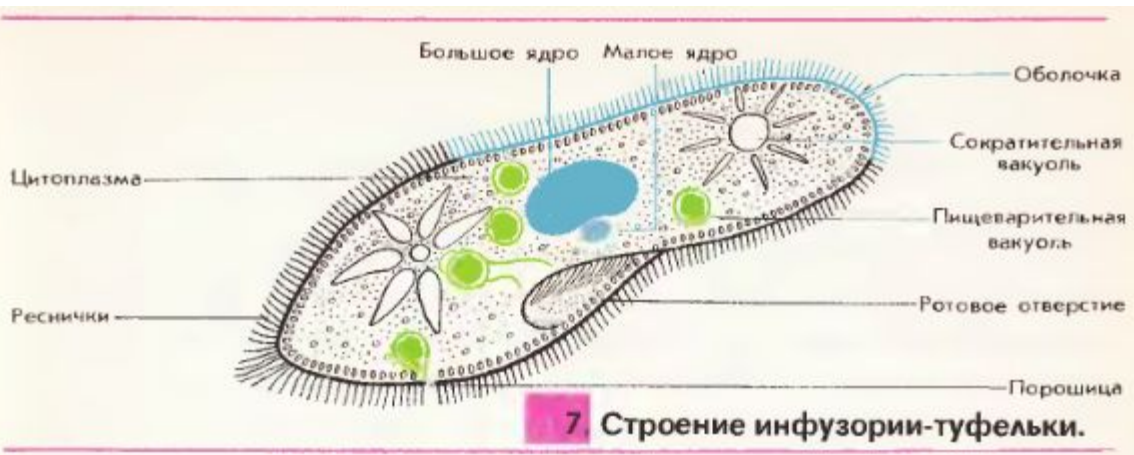 Большое ядро
Малое ядро
Оболочка
Сократительная
вакуоль
Цитоплазма
Пищеварительная
вакуоль
Ротовое отверстие
Реснички
Порошица
7. Строение инфузории-туфельки.